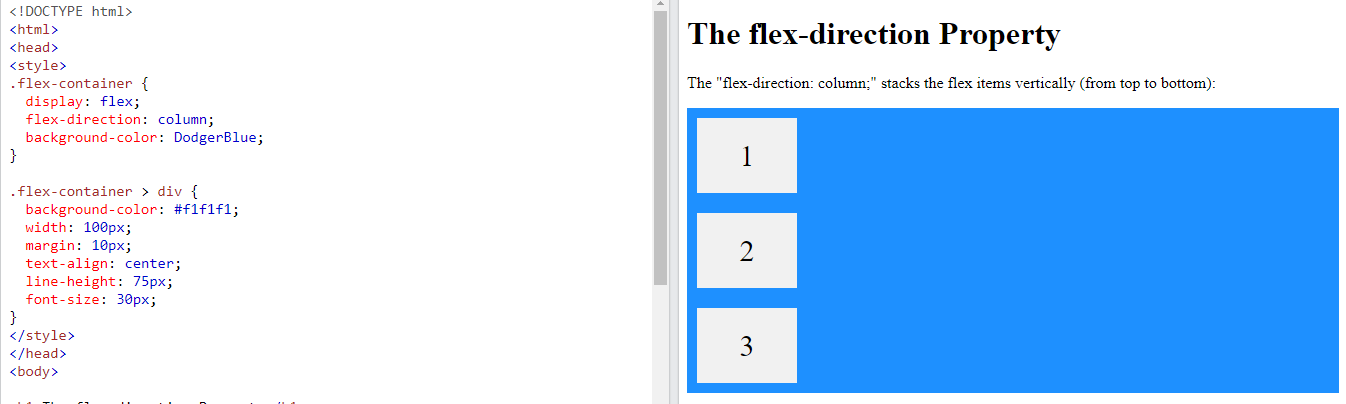 <!DOCTYPE html>
<html>
<head>
<style>
.flex-container {
  display: flex;
  flex-direction: column;
  background-color: DodgerBlue;
}

.flex-container > div {
  background-color: #f1f1f1;
  width: 100px;
  margin: 10px;
  text-align: center;
  line-height: 75px;
  font-size: 30px;
}
</style>
</head>
<body>
The flex-direction Property
The "flex-direction: column;" stacks the flex items vertically (from top to bottom):
1
2
3